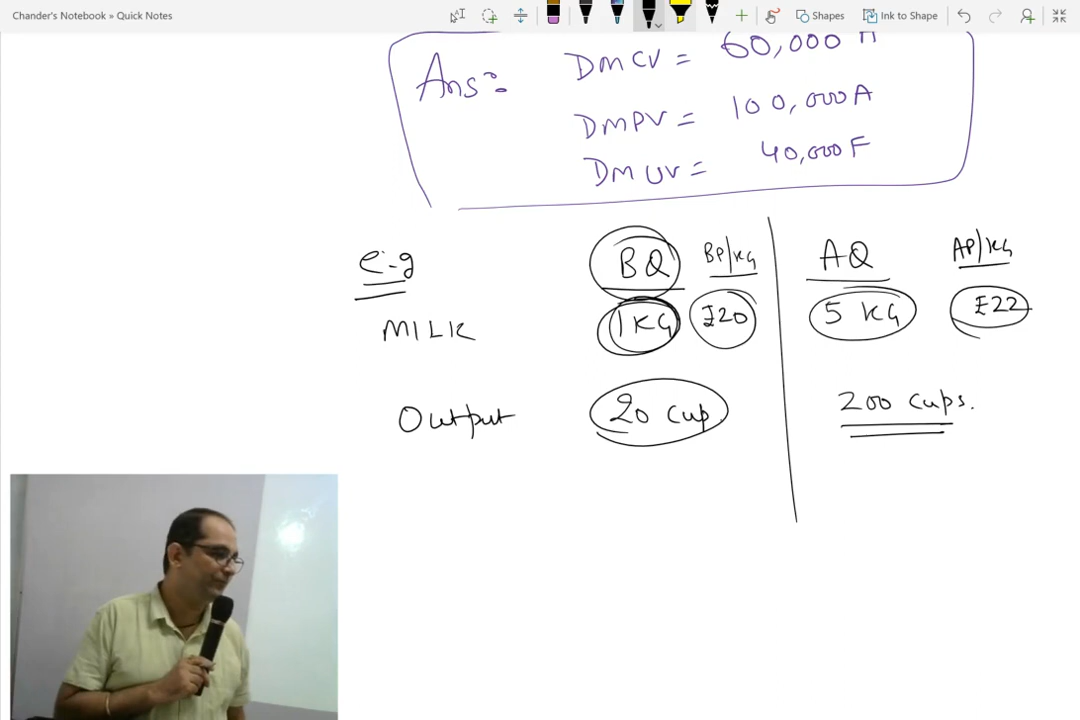 Chander's Notebook » Quick Notes
Shapes
Ink to Shape
Ans:
DMCV = 60,000 A
DMPV = 100,000 A
DMUV = 40,000 F
e.g BQ BP/KG AQ AP/KG
MILK 1 KG £20 5 KG £22
Output 20 cup 200 cups.